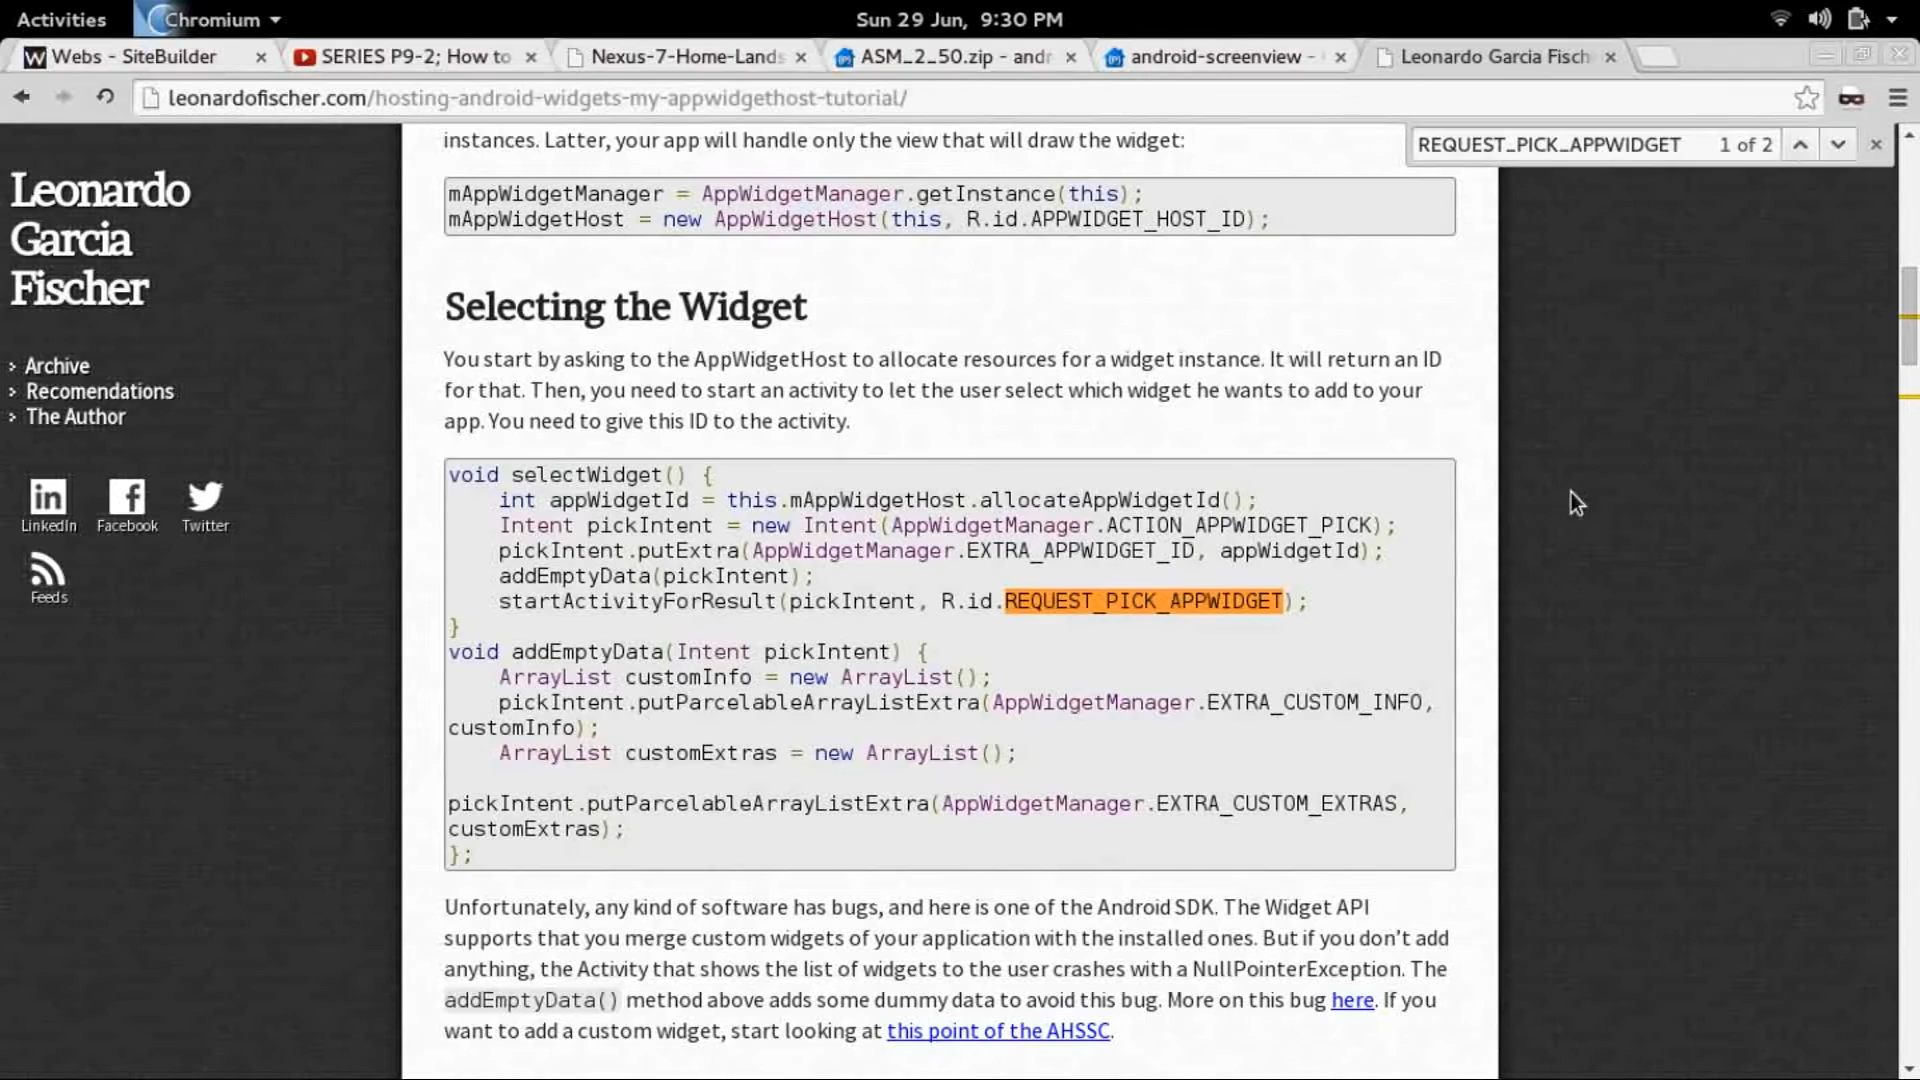 Activities
Chromium
Sun 29 Jun, 9:30 PM
Webs - SiteBuilder
SERIES P9-2; How to
Nexus-7-Home-Lands
ASM_2_50.zip - andr
android-screenview -
Leonardo Garcia Fisch
leonardofischer.com/hosting-android-widgets-my-appwidgethost-tutorial/
REQUEST_PICK_APPWIDGET 1 of 2
Leonardo
Garcia
Fischer
Archive
Recomendations
The Author
LinkedIn
Facebook
Twitter
Feeds
instances. Latter, your app will handle only the view that will draw the widget:
mAppWidgetManager = AppWidgetManager.getInstance(this);
mAppWidgetHost = new AppWidgetHost(this, R.id.APPWIDGET_HOST_ID);
Selecting the Widget
You start by asking to the AppWidgetHost to allocate resources for a widget instance. It will return an ID
for that. Then, you need to start an activity to let the user select which widget he wants to add to your
app. You need to give this ID to the activity.
void selectWidget() {
    int appWidgetId = this.mAppWidgetHost.allocateAppWidgetId();
    Intent pickIntent = new Intent(AppWidgetManager.ACTION_APPWIDGET_PICK);
    pickIntent.putExtra(AppWidgetManager.EXTRA_APPWIDGET_ID, appWidgetId);
    addEmptyData(pickIntent);
    startActivityForResult(pickIntent, R.id.REQUEST_PICK_APPWIDGET);
}
void addEmptyData(Intent pickIntent) {
    ArrayList customInfo = new ArrayList();
    pickIntent.putParcelableArrayListExtra(AppWidgetManager.EXTRA_CUSTOM_INFO,
customInfo);
    ArrayList customExtras = new ArrayList();
pickIntent.putParcelableArrayListExtra(AppWidgetManager.EXTRA_CUSTOM_EXTRAS,
customExtras);
};
Unfortunately, any kind of software has bugs, and here is one of the Android SDK. The Widget API
supports that you merge custom widgets of your application with the installed ones. But if you don’t add
anything, the Activity that shows the list of widgets to the user crashes with a NullPointerException. The
addEmptyData() method above adds some dummy data to avoid this bug. More on this bug here. If you
want to add a custom widget, start looking at this point of the AHSSC.